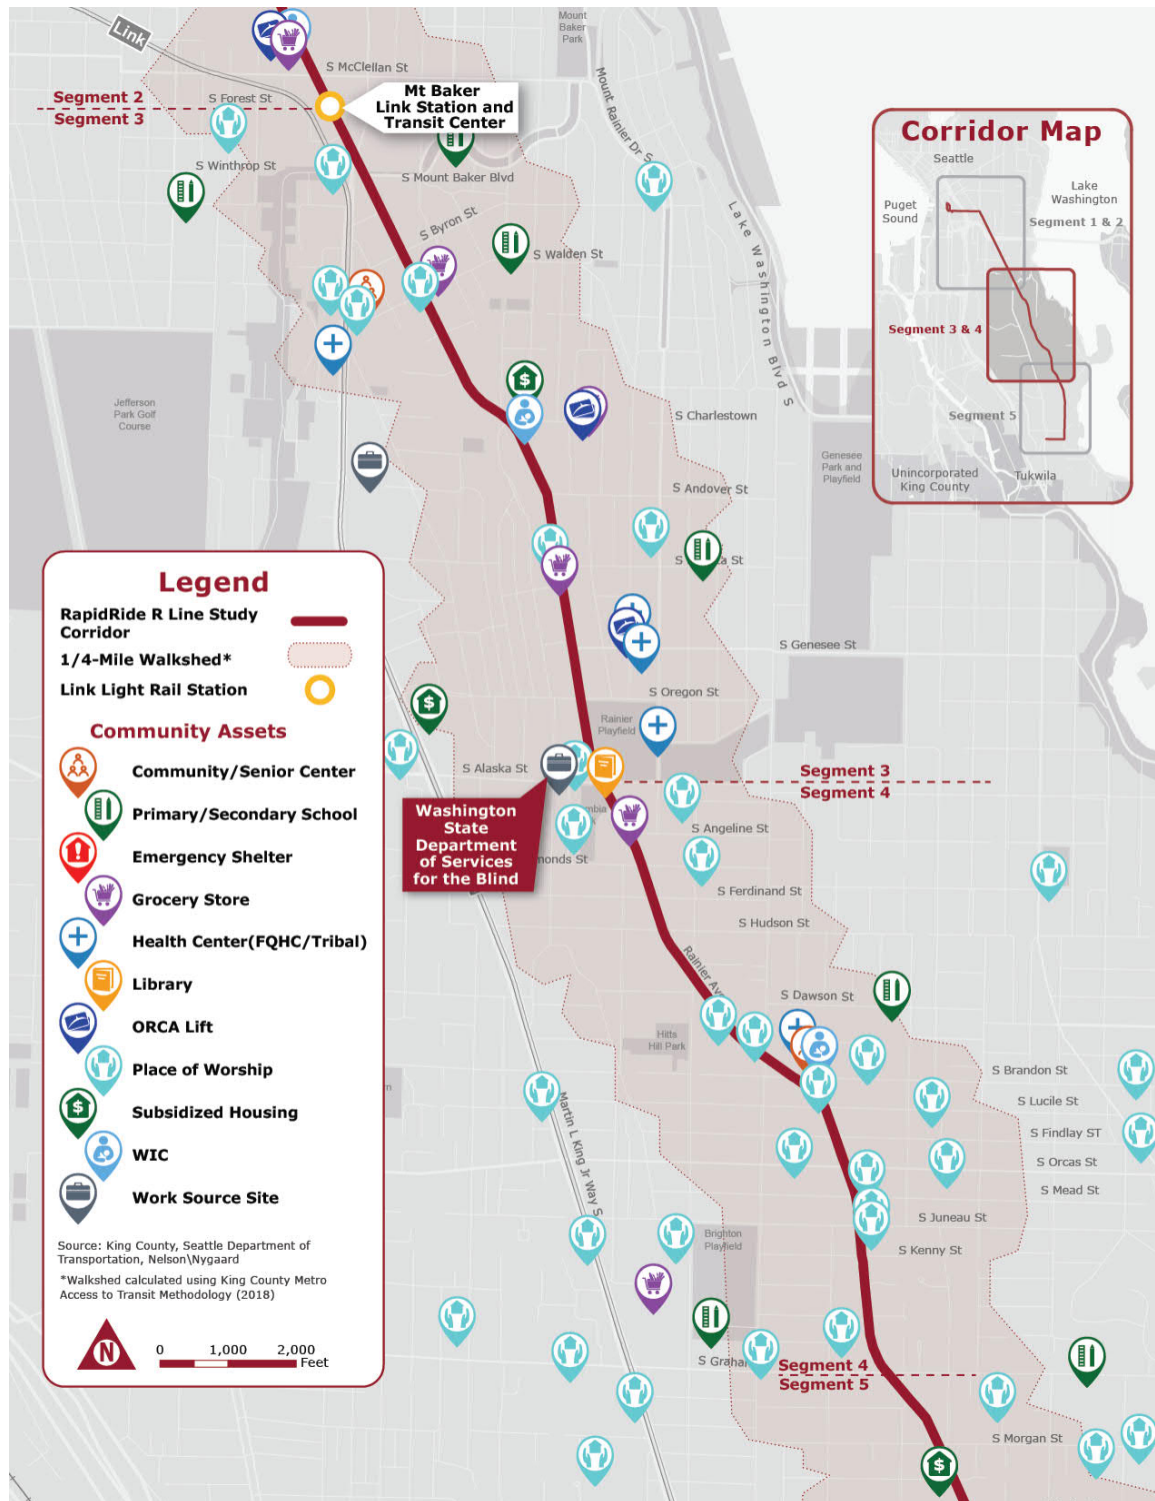 Link
Mount
Baker
Park
S McClellan St
Mt Baker
Link Station and
Transit Center
Segment 2
Segment 3
S Forest St
Mount Rainier Dr S
S Winthrop St
S Mount Baker Blvd
S Byron St
S Walden St
Lake Washington Blvd S
Corridor Map
Seattle
Lake
Washington
Puget
Sound
Segment 1 & 2
Segment 3 & 4
Segment 5
Unincorporated
King County
Tukwila
Jefferson
Park Golf
Course
S Charlestown
Genesee
Park and
Playfield
S Andover St
S Genesee St
S Oregon St
Rainier
Playfield
S Alaska St
Segment 3
Segment 4
Washington
State
Department
of Services
for the Blind
S Angeline St
S Ferdinand St
S Hudson St
Rainier Av
S Dawson St
Hitts
Hill Park
S Brandon St
S Lucile St
S Findlay ST
S Orcas St
S Mead St
Martin L King Jr Way S
S Juneau St
S Kenny St
Brighton
Playfield
S Graha
Segment 4
Segment 5
S Morgan St
Legend
RapidRide R Line Study
Corridor
1/4-Mile Walkshed*
Link Light Rail Station
Community Assets
Community/Senior Center
Primary/Secondary School
Emergency Shelter
Grocery Store
Health Center(FQHC/Tribal)
Library
ORCA Lift
Place of Worship
Subsidized Housing
WIC
Work Source Site
Source: King County, Seattle Department of
Transportation, Nelson\Nygaard
*Walkshed calculated using King County Metro
Access to Transit Methodology (2018)
N
0 1,000 2,000
Feet